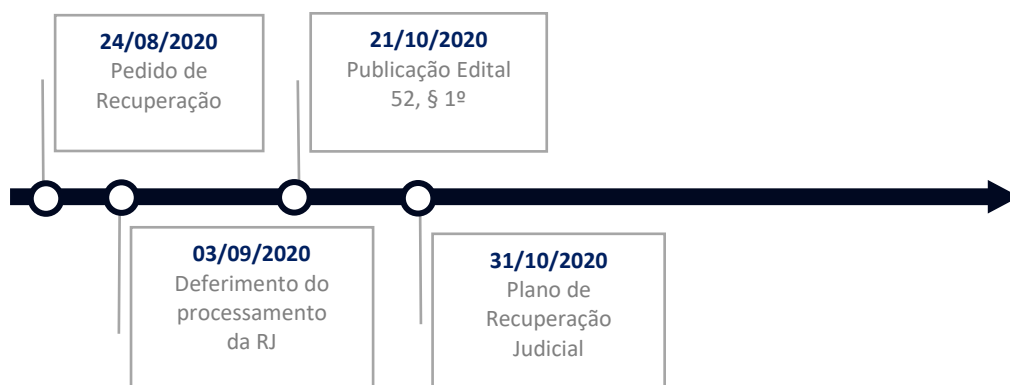 24/08/2020
Pedido de
Recuperação
21/10/2020
Publicação Edital
52, § 1º
03/09/2020
Deferimento do
processamento
da RJ
31/10/2020
Plano de
Recuperação
Judicial